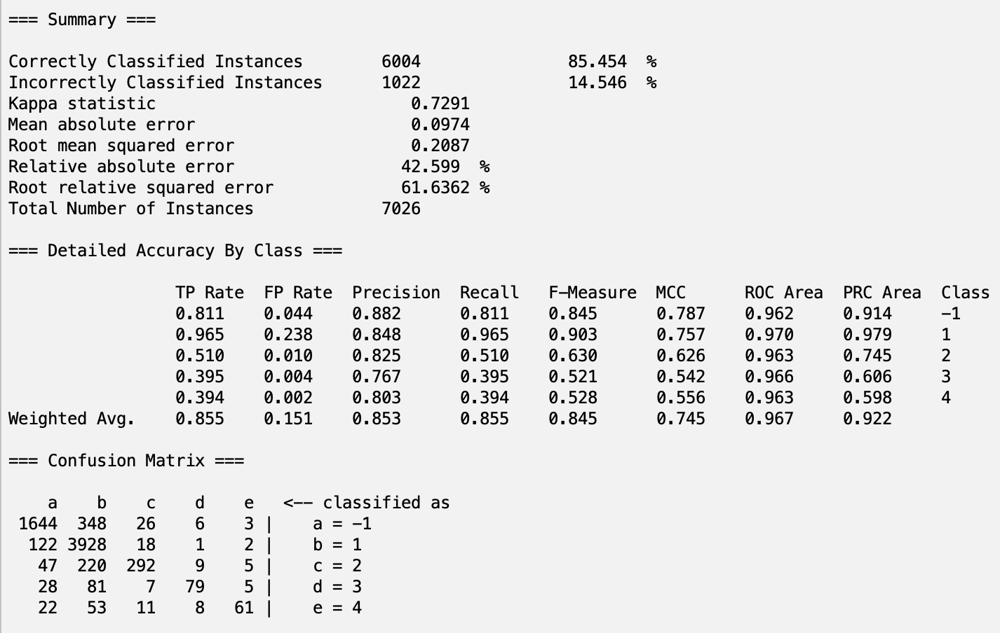 === Summary ===
Correctly Classified Instances        6004               85.454  %
Incorrectly Classified Instances      1022               14.546  %
Kappa statistic                          0.7291
Mean absolute error                      0.0974
Root mean squared error                  0.2087
Relative absolute error                 42.599  %
Root relative squared error             61.6362 %
Total Number of Instances             7026
=== Detailed Accuracy By Class ===
                 TP Rate  FP Rate  Precision  Recall   F-Measure  MCC      ROC Area  PRC Area  Class
                 0.811    0.044    0.882      0.811    0.845      0.787    0.962     0.914     -1
                 0.965    0.238    0.848      0.965    0.903      0.757    0.970     0.979     1
                 0.510    0.010    0.825      0.510    0.630      0.626    0.963     0.745     2
                 0.395    0.004    0.767      0.395    0.521      0.542    0.966     0.606     3
                 0.394    0.002    0.803      0.394    0.528      0.556    0.963     0.598     4
Weighted Avg.    0.855    0.151    0.853      0.855    0.845      0.745    0.967     0.922
=== Confusion Matrix ===
    a    b    c    d    e   <-- classified as
 1644  348   26    6    3 |    a = -1
  122 3928   18    1    2 |    b = 1
   47  220  292    9    5 |    c = 2
   28   81    7   79    5 |    d = 3
   22   53   11    8   61 |    e = 4